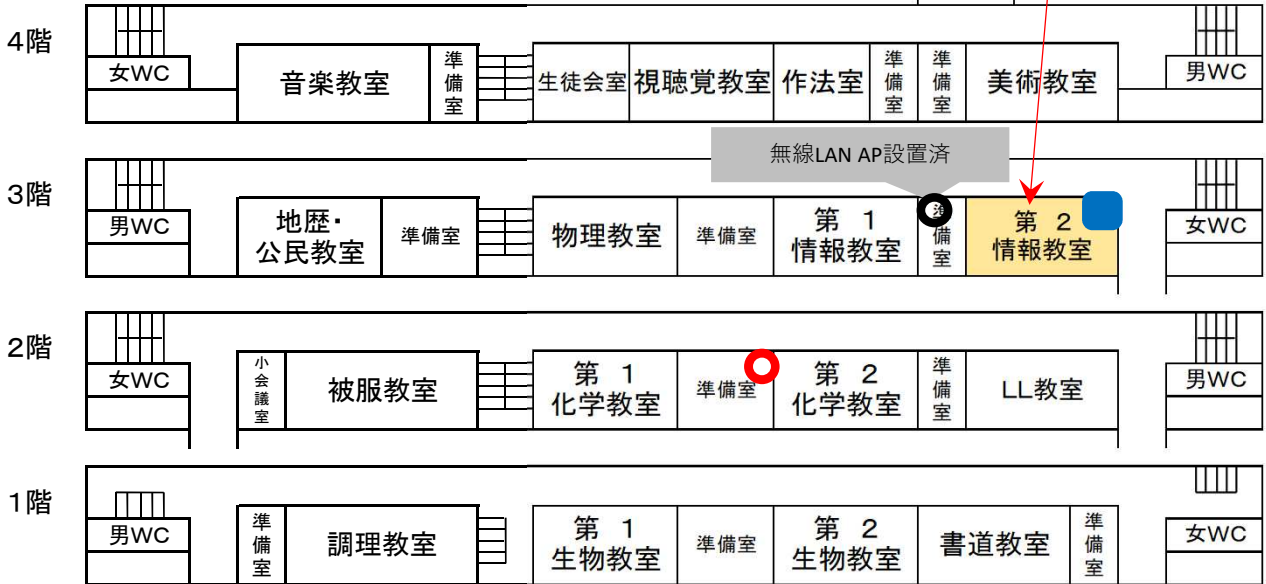 4階
女WC
音楽教室
準備室
生徒会室
視聴覚教室
作法室
準備室
準備室
美術教室
男WC
無線LAN AP設置済
3階
男WC
地歴・
公民教室
準備室
物理教室
準備室
第 1
情報教室
準備室
第 2
情報教室
女WC
2階
女WC
小会議室
被服教室
第 1
化学教室
準備室
第 2
化学教室
準備室
LL教室
男WC
1階
男WC
準備室
調理教室
第 1
生物教室
準備室
第 2
生物教室
書道教室
準備室
女WC